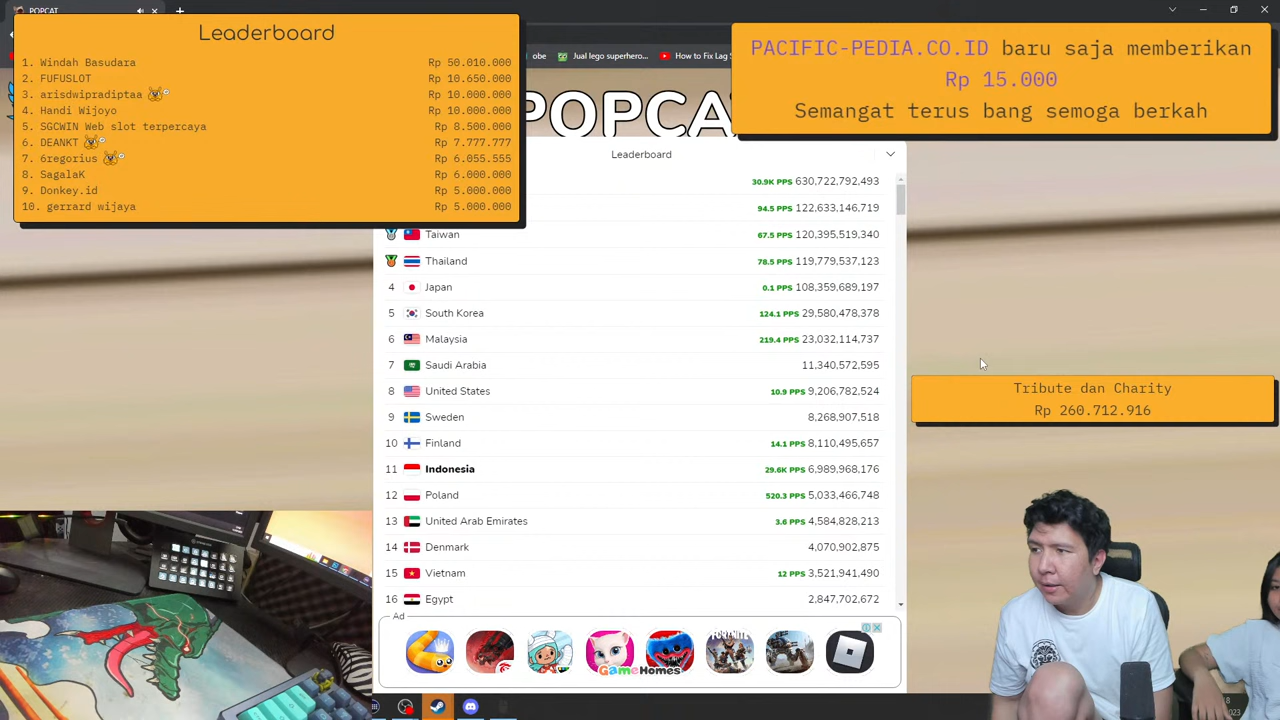 POPCAT
obe
Jual lego superhero...
How to Fix Lag S
Leaderboard
1. Windah Basudara Rp 50.010.000
2. FUFUSLOT Rp 10.650.000
3. arisdwipradiptaa Rp 10.000.000
4. Handi Wijoyo Rp 10.000.000
5. SGCWIN Web slot terpercaya Rp 8.500.000
6. DEANKT Rp 7.777.777
7. 6regorius Rp 6.055.555
8. SagalaK Rp 6.000.000
9. Donkey.id Rp 5.000.000
10. gerrard wijaya Rp 5.000.000
PACIFIC-PEDIA.CO.ID baru saja memberikan
Rp 15.000
Semangat terus bang semoga berkah
POPCA
Leaderboard
30.9K PPS 630,722,792,493
94.5 PPS 122,633,146,719
Taiwan 67.5 PPS 120,395,519,340
Thailand 78.5 PPS 119,779,537,123
4 Japan 0.1 PPS 108,359,689,197
5 South Korea 124.1 PPS 29,580,478,378
6 Malaysia 219.4 PPS 23,032,114,737
7 Saudi Arabia 11,340,572,595
8 United States 10.9 PPS 9,206,782,524
9 Sweden 8,268,907,518
10 Finland 14.1 PPS 8,110,495,657
11 Indonesia 29.6K PPS 6,989,968,176
12 Poland 520.3 PPS 5,033,466,748
13 United Arab Emirates 3.6 PPS 4,584,828,213
14 Denmark 4,070,902,875
15 Vietnam 12 PPS 3,521,941,490
16 Egypt 2,847,702,672
Tribute dan Charity
Rp 260.712.916
Ad
FORTNITE
GameHomes